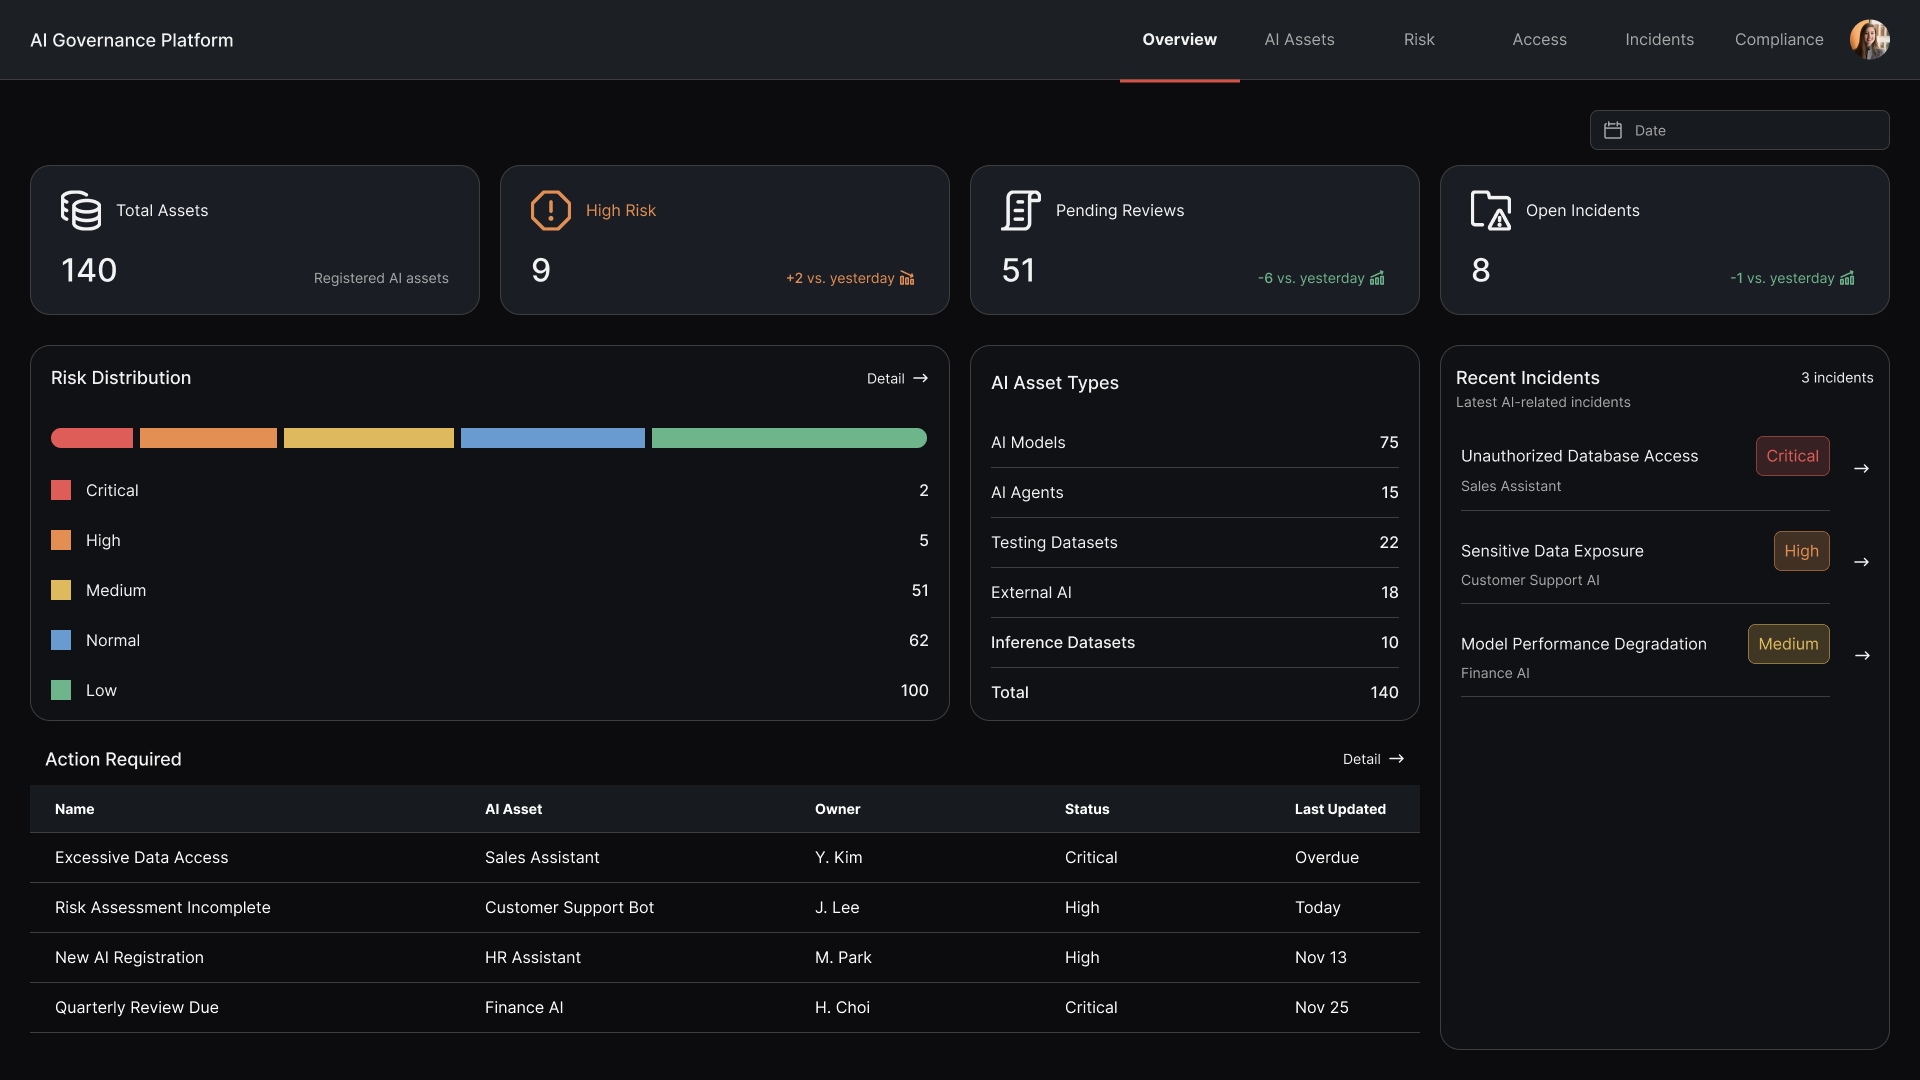 AI Governance Platform
Overview
AI Assets
Risk
Access
Incidents
Compliance
Date
Total Assets
140
Registered AI assets
High Risk
9
+2 vs. yesterday
Pending Reviews
51
-6 vs. yesterday
Open Incidents
8
-1 vs. yesterday
Risk Distribution
Detail →
Critical 2
High 5
Medium 51
Normal 62
Low 100
AI Asset Types
AI Models 75
AI Agents 15
Testing Datasets 22
External AI 18
Inference Datasets 10
Total 140
Recent Incidents
3 incidents
Latest AI-related incidents
Unauthorized Database Access
Critical →
Sales Assistant
Sensitive Data Exposure
High →
Customer Support AI
Model Performance Degradation
Medium →
Finance AI
Action Required
Detail →
Name AI Asset Owner Status Last Updated
Excessive Data Access Sales Assistant Y. Kim Critical Overdue
Risk Assessment Incomplete Customer Support Bot J. Lee High Today
New AI Registration HR Assistant M. Park High Nov 13
Quarterly Review Due Finance AI H. Choi Critical Nov 25